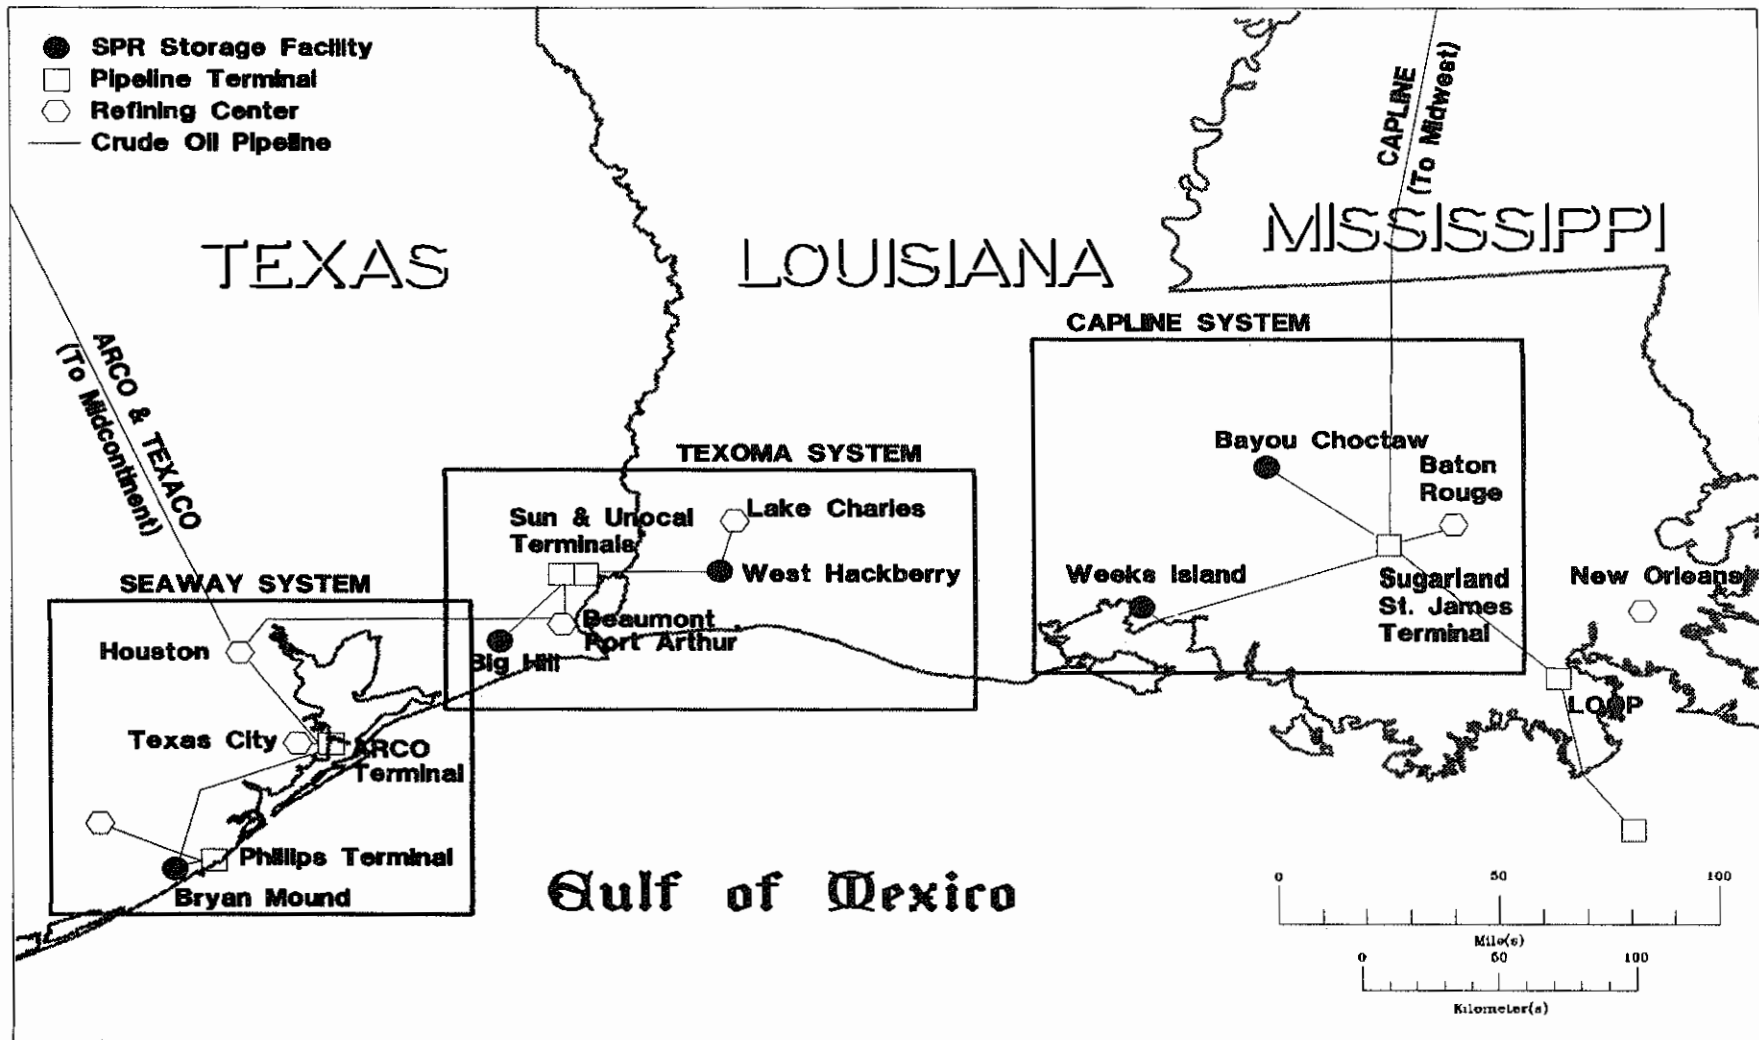 SPR Storage Facility
Pipeline Terminal
Refining Center
Crude Oil Pipeline
CAPLINE
(To Midwest)
TEXAS
LOUISIANA
MISSISSIPPI
ARCO & TEXACO
(To Midcontinent)
CAPLINE SYSTEM
Bayou Choctaw
Baton
Rouge
TEXOMA SYSTEM
Sun & Unocal
Terminals
Lake Charles
West Hackberry
Weeks Island
Sugarland
St. James
Terminal
New Orleans
SEAWAY SYSTEM
Houston
Beaumont
Port Arthur
Big Hill
LOOP
Texas City
ARCO
Terminal
Phillips Terminal
Bryan Mound
Gulf of Mexico
0 50 100
Mile(s)
0 50 100
Kilometer(s)